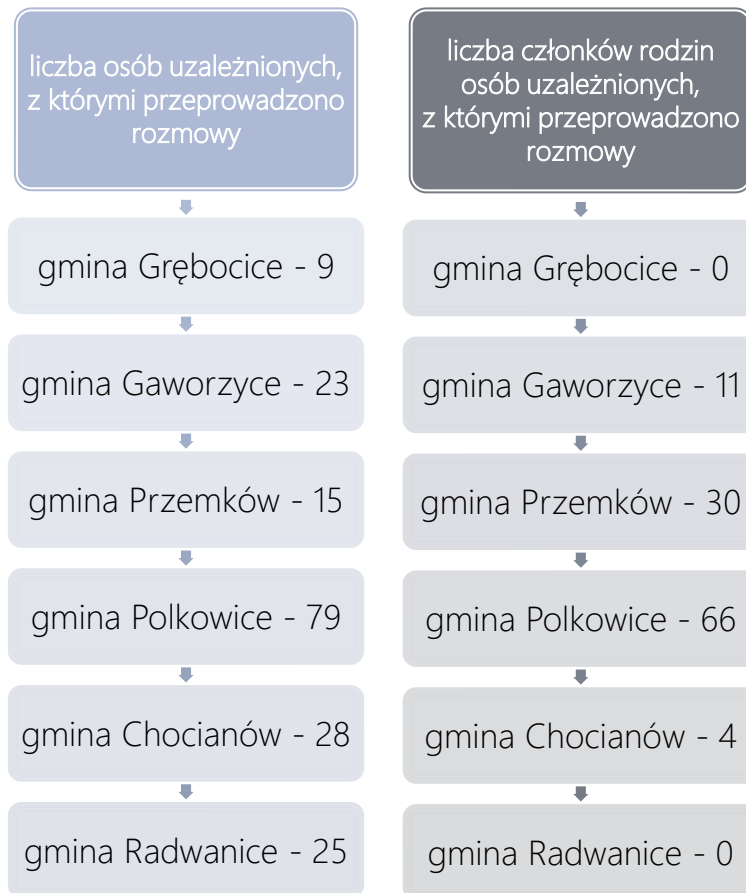 liczba osób uzależnionych,
z którymi przeprowadzono
rozmowy
gmina Grębocice - 9
gmina Gaworzyce - 23
gmina Przemków - 15
gmina Polkowice - 79
gmina Chocianów - 28
gmina Radwanice - 25
liczba członków rodzin
osób uzależnionych,
z którymi przeprowadzono
rozmowy
gmina Grębocice - 0
gmina Gaworzyce - 11
gmina Przemków - 30
gmina Polkowice - 66
gmina Chocianów - 4
gmina Radwanice - 0